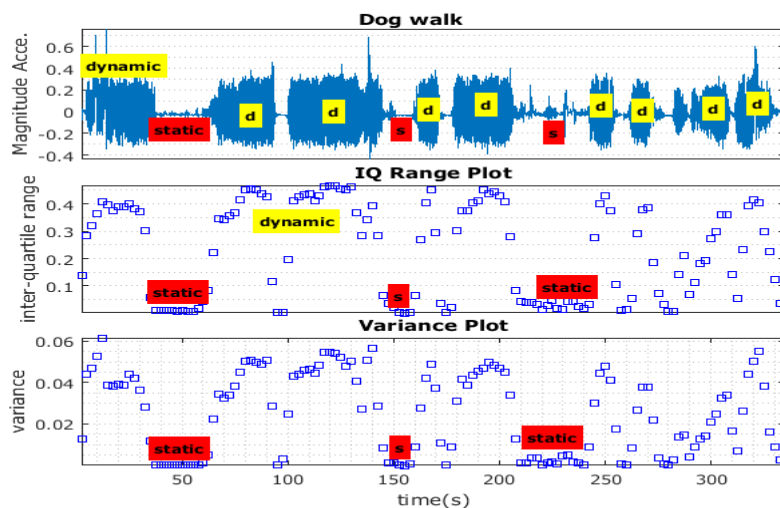 Dog walk
Magnitude Acce.
0.6
0.4
0.2
0
-0.2
-0.4
dynamic
static
d
d
s
d
d
s
d
d
d
d
IQ Range Plot
inter-quartile range
0.4
0.3
0.2
0.1
dynamic
static
s
static
Variance Plot
variance
0.06
0.04
0.02
static
s
static
50 100 150 200 250 300
time(s)